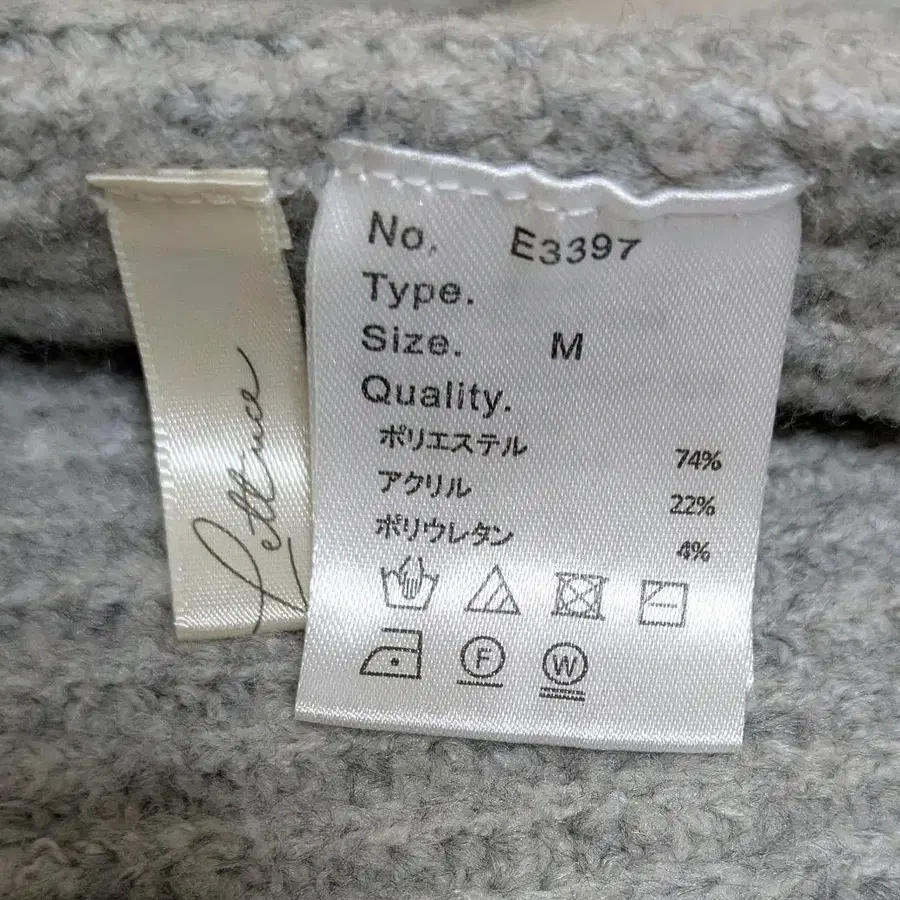 Lettuce
No. E3397
Type.
Size. M
Quality.
ポリエステル 74%
アクリル 22%
ポリウレタン 4%
F W